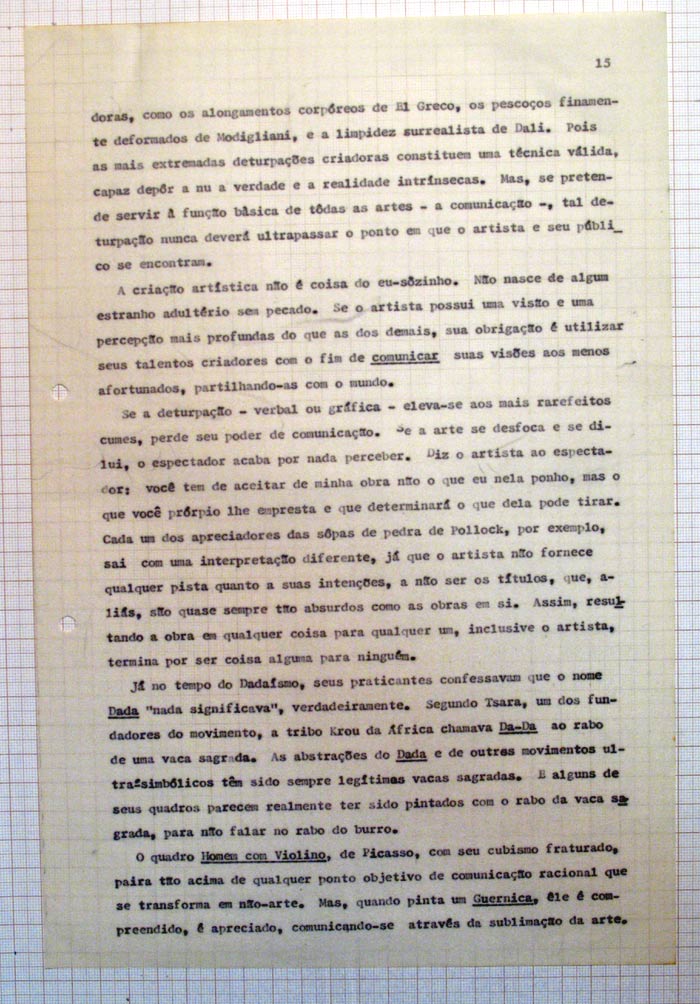 15
doras, como os alongamentos corpóreos de El Greco, os pescoços finamen-
te deformados de Modigliani, e a limpidez surrealista de Dali. Pois
as mais extremadas deturpações criadoras constituem uma técnica válida,
capaz depôr a nu a verdade e a realidade intrínsecas. Mas, se preten-
de servir à função bàsica de tôdas as artes - a comunicação -, tal de-
turpação nunca deverá ultrapassar o ponto em que o artista e seu públi_
co se encontram.
A criação artística não é coisa do eu-sòzinho. Não nasce de algum
estranho adultério sem pecado. Se o artista possui uma visão e uma
percepção mais profundas do que as dos demais, sua obrigação é utilizar
seus talentos criadores com o fim de comunicar suas visões aos menos
afortunados, partilhando-as com o mundo.
Se a deturpação - verbal ou gráfica - eleva-se aos mais rarefeitos
cumes, perde seu poder de comunicação. Se a arte se desfoca e se di-
lui, o espectador acaba por nada perceber. Diz o artista ao especta-
dor: você tem de aceitar de minha obra não o que eu nela ponho, mas o
que você prórpio lhe empresta e que determinará o que dela pode tirar.
Cada um dos apreciadores das sôpas de pedra de Pollock, por exemplo,
sai com uma interpretação diferente, já que o artista não fornece
qualquer pista quanto a suas intenções, a não ser os títulos, que, a-
liás, são quase sempre tão absurdos como as obras em si. Assim, resul-
tando a obra em qualquer coisa para qualquer um, inclusive o artista,
termina por ser coisa alguma para ninguém.
Já no tempo do Dadaísmo, seus praticantes confessavam que o nome
Dada "nada significava", verdadeiramente. Segundo Tsara, um dos fun-
dadores do movimento, a tribo Krou da África chamava Da-Da ao rabo
de uma vaca sagrada. As abstrações do Dada e de outros movimentos ul-
trasimbólicos têm sido sempre legítimas vacas sagradas. E alguns de
seus quadros parecem realmente ter sido pintados com o rabo da vaca sa-
grada, para não falar no rabo do burro.
O quadro Homem com Violino, de Picasso, com seu cubismo fraturado,
paira tão acima de qualquer ponto objetivo de comunicação racional que
se transforma em não-arte. Mas, quando pinta um Guernica, êle é com-
preendido, é apreciado, comunicando-se através da sublimação da arte.